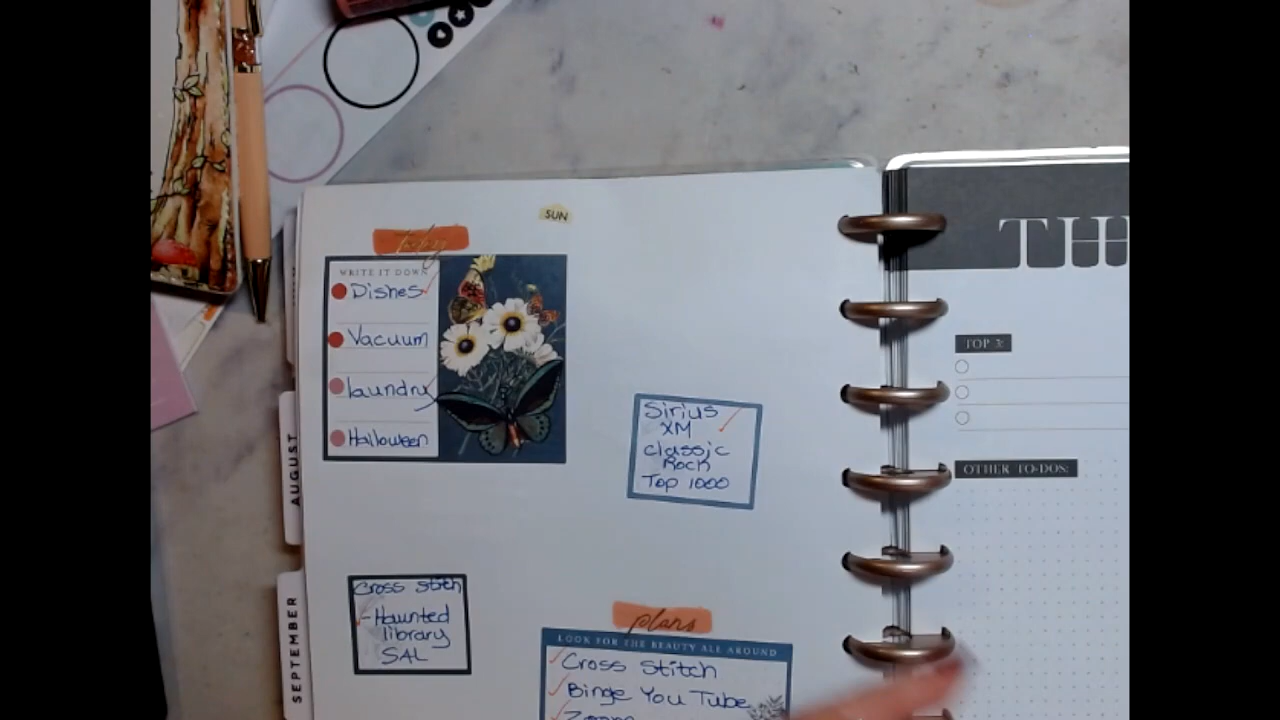 SUN
today
WRITE IT DOWN
Dishes
Vacuum
laundry
Halloween
Sirius
XM
classic
Rock
Top 1000
Cross Stitch
-Haunted
library
SAL
plans
LOOK FOR THE BEAUTY ALL AROUND
Cross Stitch
Binge You Tube
Zoom
AUGUST
SEPTEMBER
TH
TOP 3:
OTHER TO-DOS: